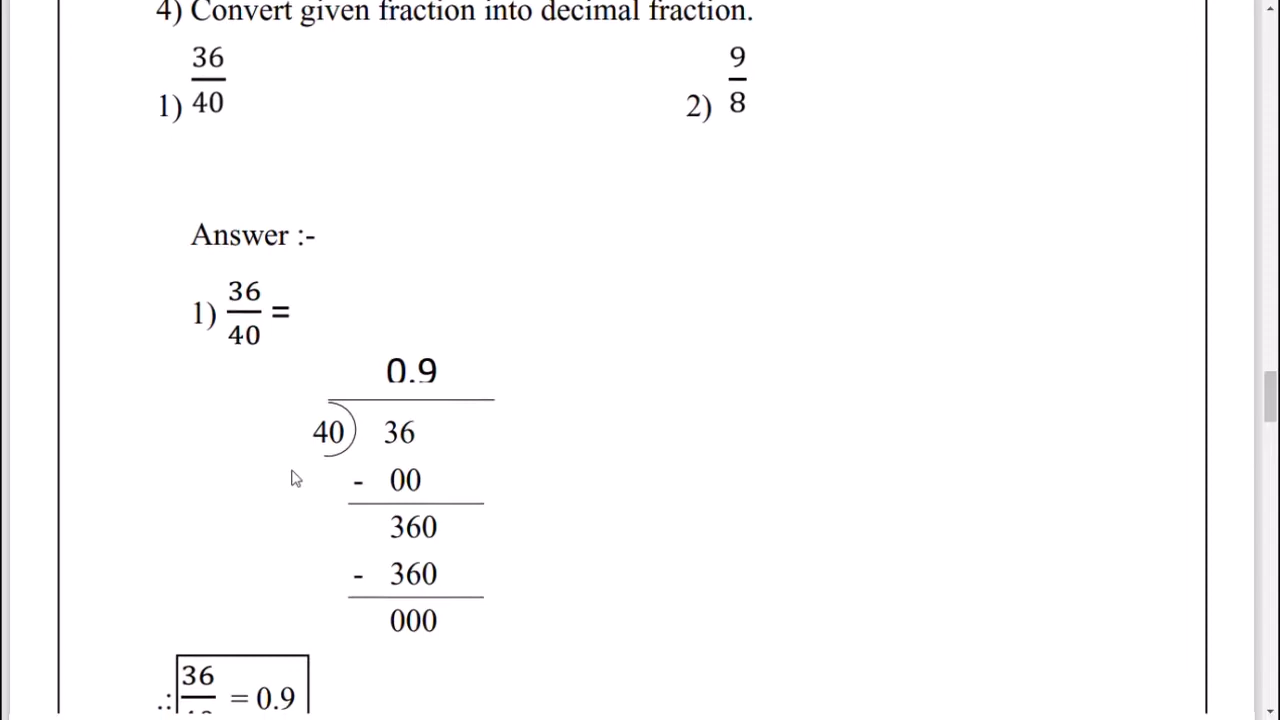 4) Convert given fraction into decimal fraction.
1) 36/40 2) 9/8
Answer :-
1) 36/40 =
0.9
40) 36
- 00
360
- 360
000
∴ 36/40 = 0.9